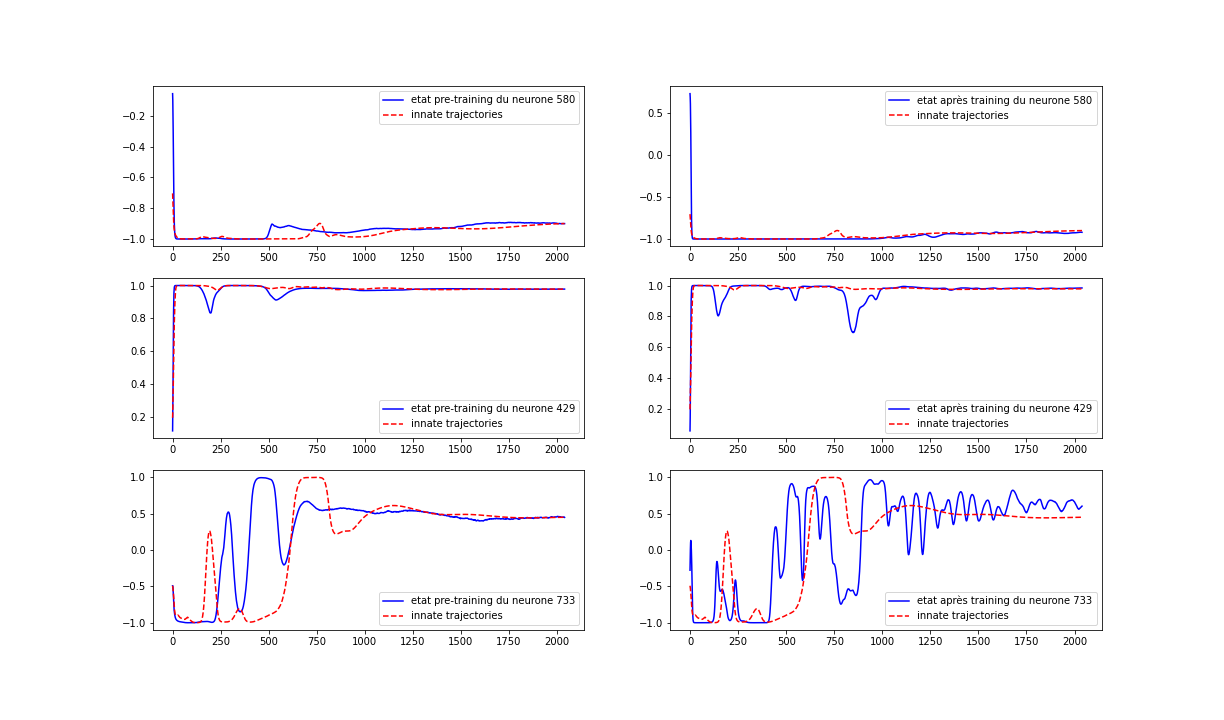 etat pre-training du neurone 580
innate trajectories
−0.2
−0.4
−0.6
−0.8
−1.0
0 250 500 750 1000 1250 1500 1750 2000
etat après training du neurone 580
innate trajectories
0.5
0.0
−0.5
−1.0
0 250 500 750 1000 1250 1500 1750 2000
1.0
0.8
0.6
0.4
0.2
etat pre-training du neurone 429
innate trajectories
0 250 500 750 1000 1250 1500 1750 2000
1.0
0.8
0.6
0.4
0.2
etat après training du neurone 429
innate trajectories
0 250 500 750 1000 1250 1500 1750 2000
1.0
0.5
0.0
−0.5
−1.0
etat pre-training du neurone 733
innate trajectories
0 250 500 750 1000 1250 1500 1750 2000
1.0
0.5
0.0
−0.5
−1.0
etat après training du neurone 733
innate trajectories
0 250 500 750 1000 1250 1500 1750 2000